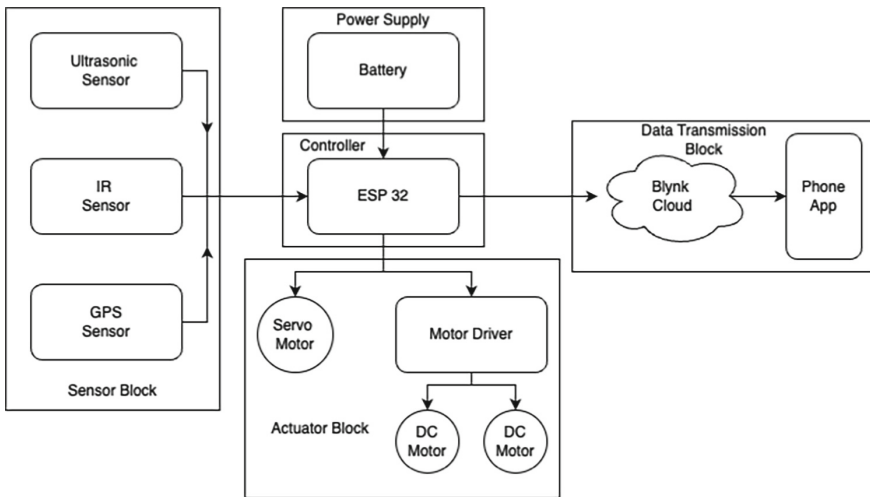 Ultrasonic
Sensor
IR
Sensor
GPS
Sensor
Sensor Block
Power Supply
Battery
Controller
ESP 32
Data Transmission
Block
Blynk
Cloud
Phone
App
Servo
Motor
Motor Driver
DC
Motor
DC
Motor
Actuator Block